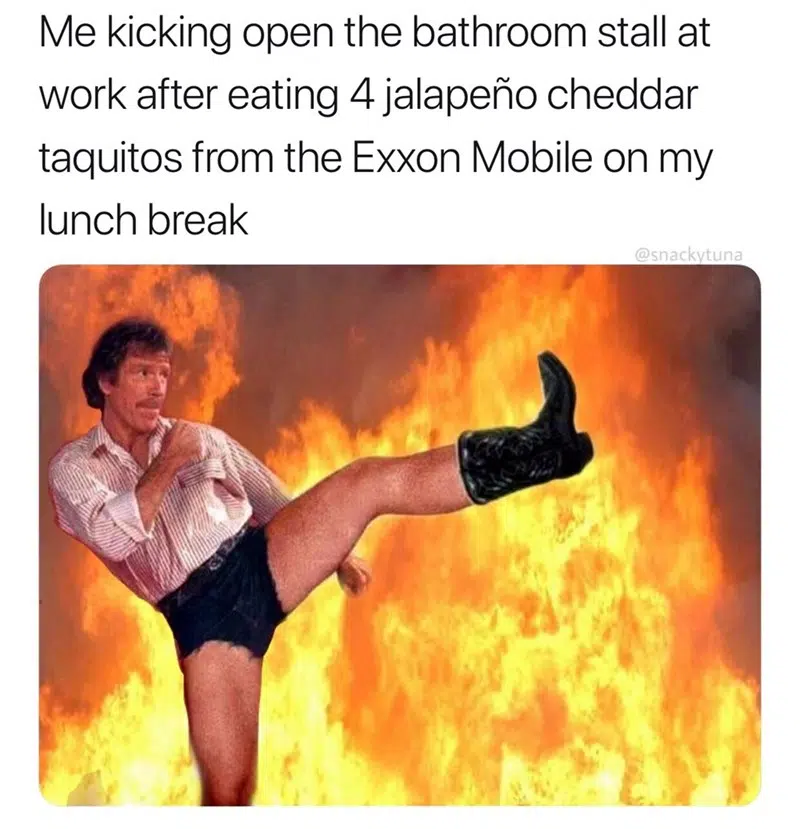 Me kicking open the bathroom stall at
work after eating 4 jalapeño cheddar
taquitos from the Exxon Mobile on my
lunch break
@snackytuna